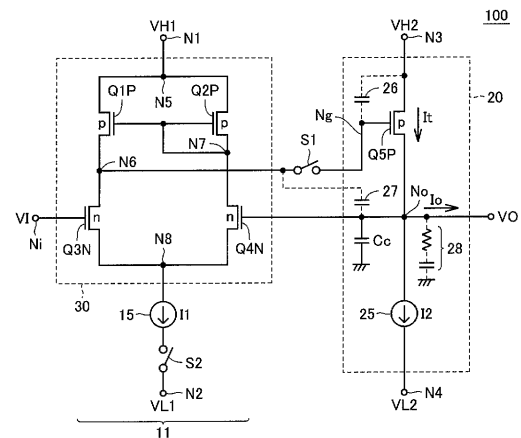 100
VH1
N1
VH2
N3
Q1P
Q2P
N5
26
20
p
p
Ng
p
It
N7
S1
Q5P
N6
27
No
Io
VI
Ni
n
n
VO
Q3N
N8
Q4N
Cc
28
30
15
I1
25
I2
S2
N2
VL1
N4
VL2
11